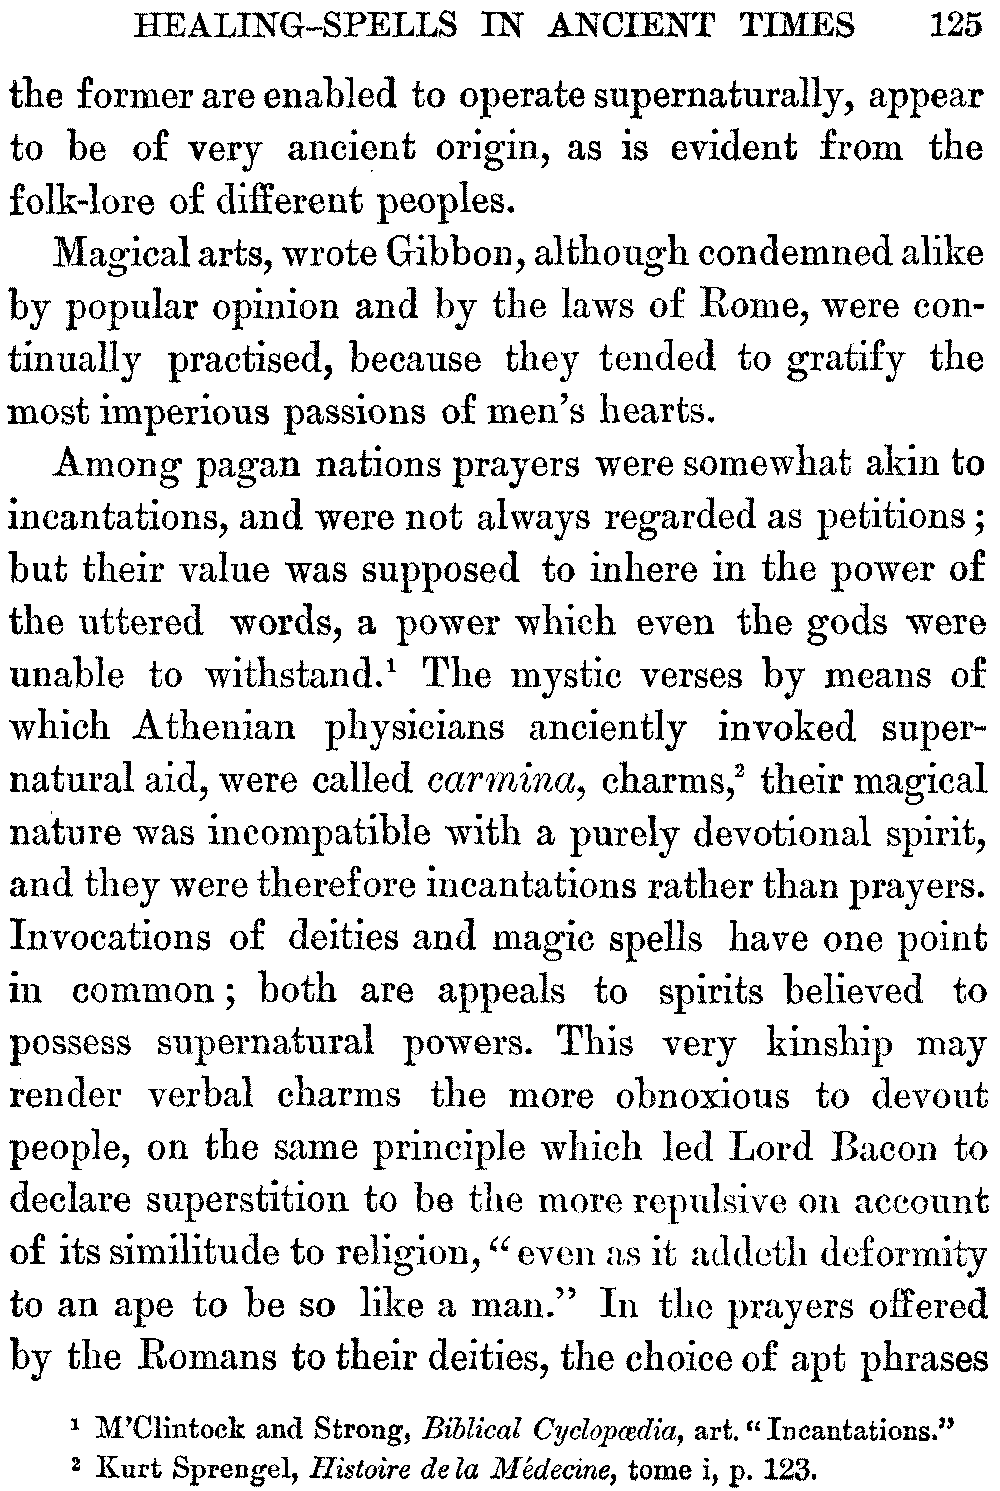 HEALING-SPELLS IN ANCIENT TIMES 125
the former are enabled to operate supernaturally, appear
to be of very ancient origin, as is evident from the
folk-lore of different peoples.
Magical arts, wrote Gibbon, although condemned alike
by popular opinion and by the laws of Rome, were con-
tinually practised, because they tended to gratify the
most imperious passions of men's hearts.
Among pagan nations prayers were somewhat akin to
incantations, and were not always regarded as petitions;
but their value was supposed to inhere in the power of
the uttered words, a power which even the gods were
unable to withstand.¹ The mystic verses by means of
which Athenian physicians anciently invoked super-
natural aid, were called carmina, charms,² their magical
nature was incompatible with a purely devotional spirit,
and they were therefore incantations rather than prayers.
Invocations of deities and magic spells have one point
in common; both are appeals to spirits believed to
possess supernatural powers. This very kinship may
render verbal charms the more obnoxious to devout
people, on the same principle which led Lord Bacon to
declare superstition to be the more repulsive on account
of its similitude to religion, "even as it addeth deformity
to an ape to be so like a man." In the prayers offered
by the Romans to their deities, the choice of apt phrases
¹ M'Clintock and Strong, Biblical Cyclopædia, art. "Incantations."
² Kurt Sprengel, Histoire de la Médecine, tome i, p. 123.